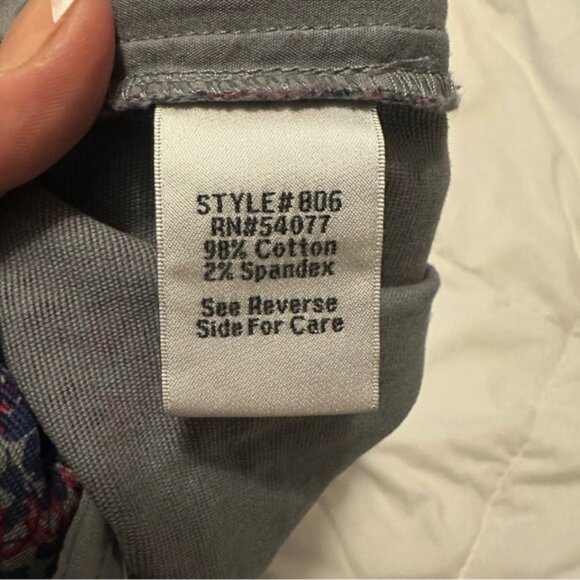 STYLE# 806
RN#54077
98% Cotton
2% Spandex
See Reverse
Side For Care